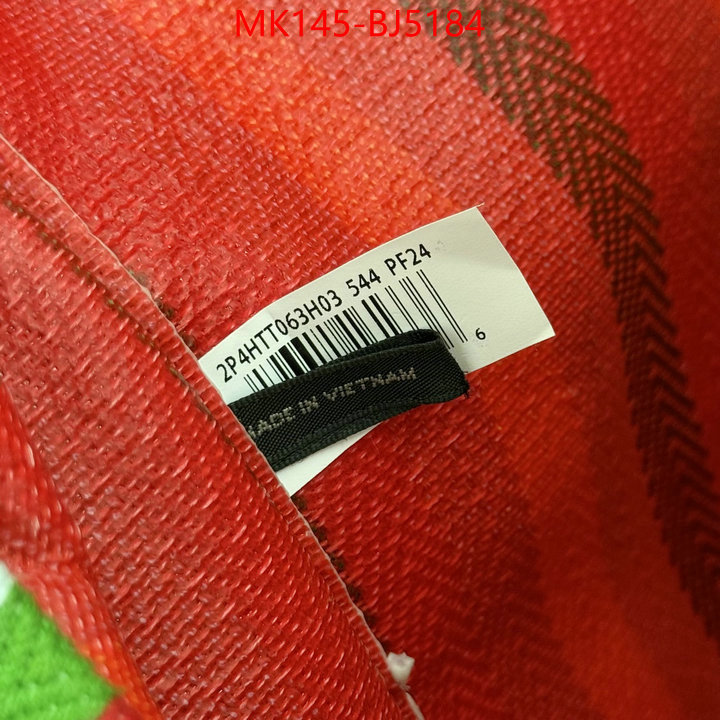 MK145-BJ5184
2P4HTT063H03 544 PF24
6
MADE IN VIETNAM